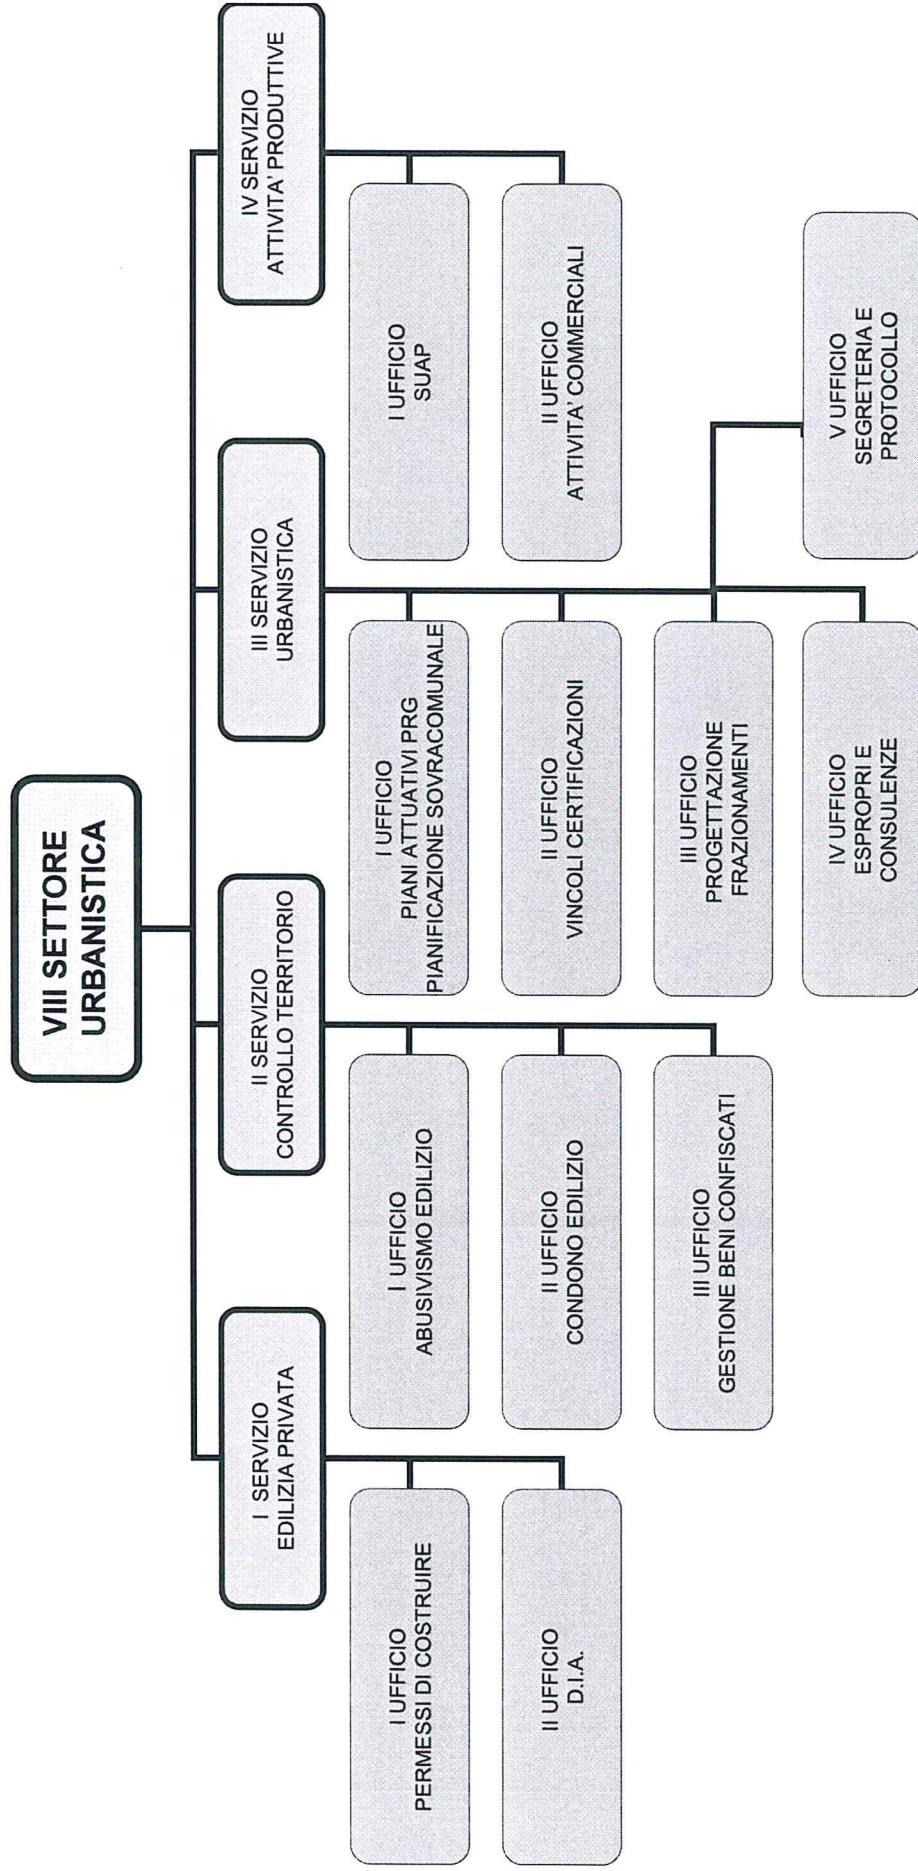 VIII SETTORE
URBANISTICA
I SERVIZIO
EDILIZIA PRIVATA
I UFFICIO
PERMESSI DI COSTRUIRE
II UFFICIO
D.I.A.
II SERVIZIO
CONTROLLO TERRITORIO
I UFFICIO
ABUSIVISMO EDILIZIO
II UFFICIO
CONDONO EDILIZIO
III UFFICIO
GESTIONE BENI CONFISCATI
III SERVIZIO
URBANISTICA
I UFFICIO
PIANI ATTUATIVI PRG
PIANIFICAZIONE SOVRACOMUNALE
II UFFICIO
VINCOLI CERTIFICAZIONI
III UFFICIO
PROGETTAZIONE
FRAZIONAMENTI
IV UFFICIO
ESPROPRI E
CONSULENZE
V UFFICIO
SEGRETERIA E
PROTOCOLLO
IV SERVIZIO
ATTIVITA' PRODUTTIVE
I UFFICIO
SUAP
II UFFICIO
ATTIVITA' COMMERCIALI